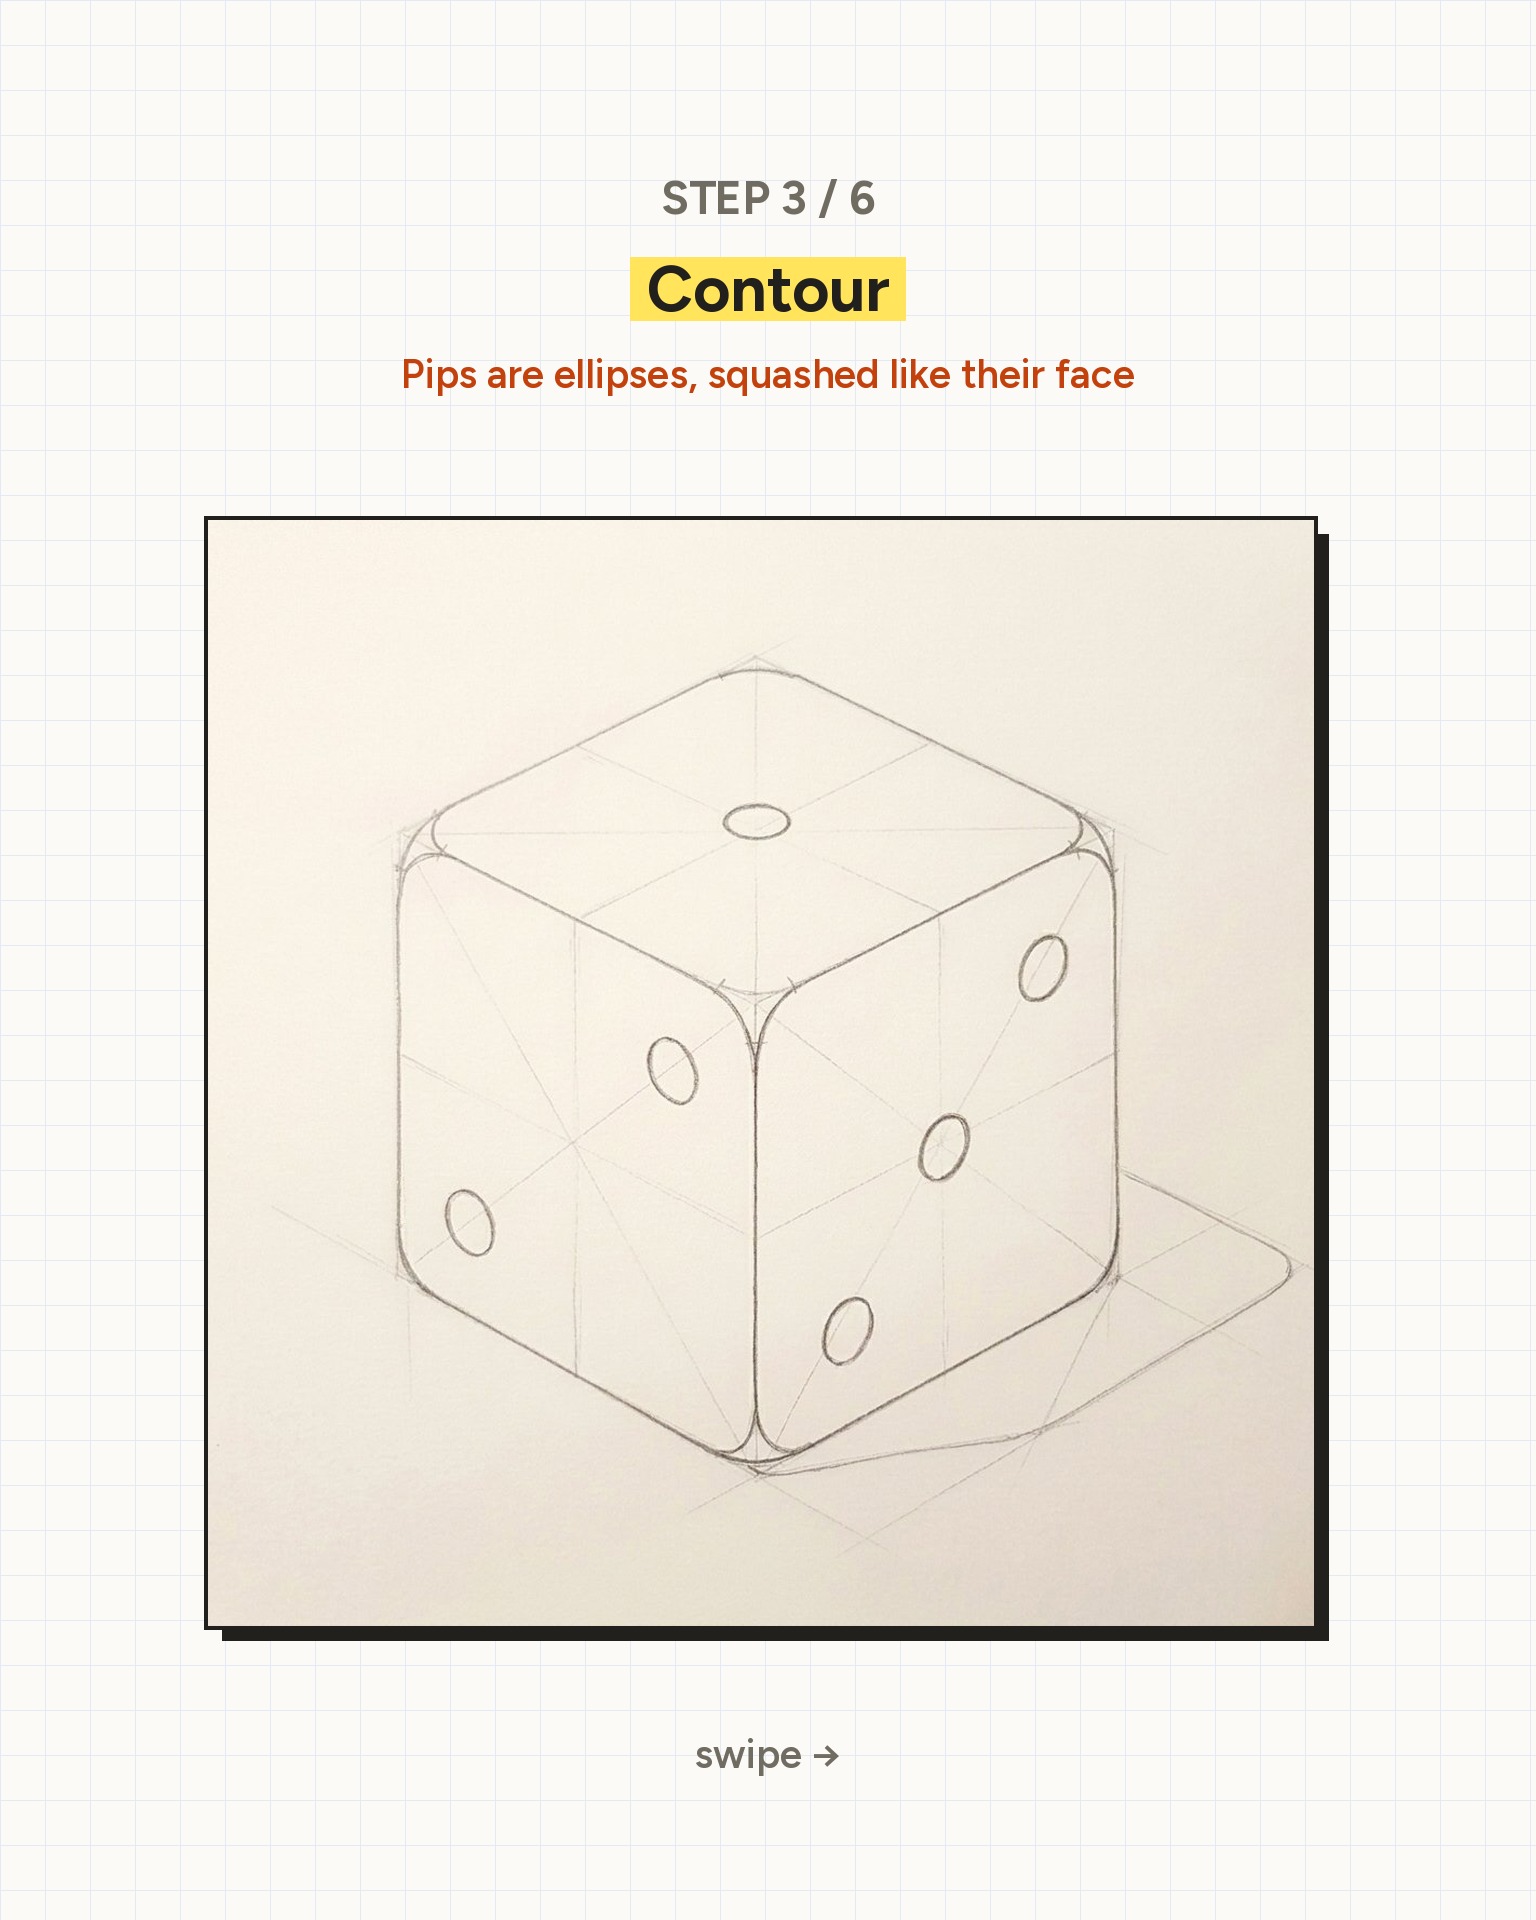 STEP 3 / 6
Contour
Pips are ellipses, squashed like their face
swipe →